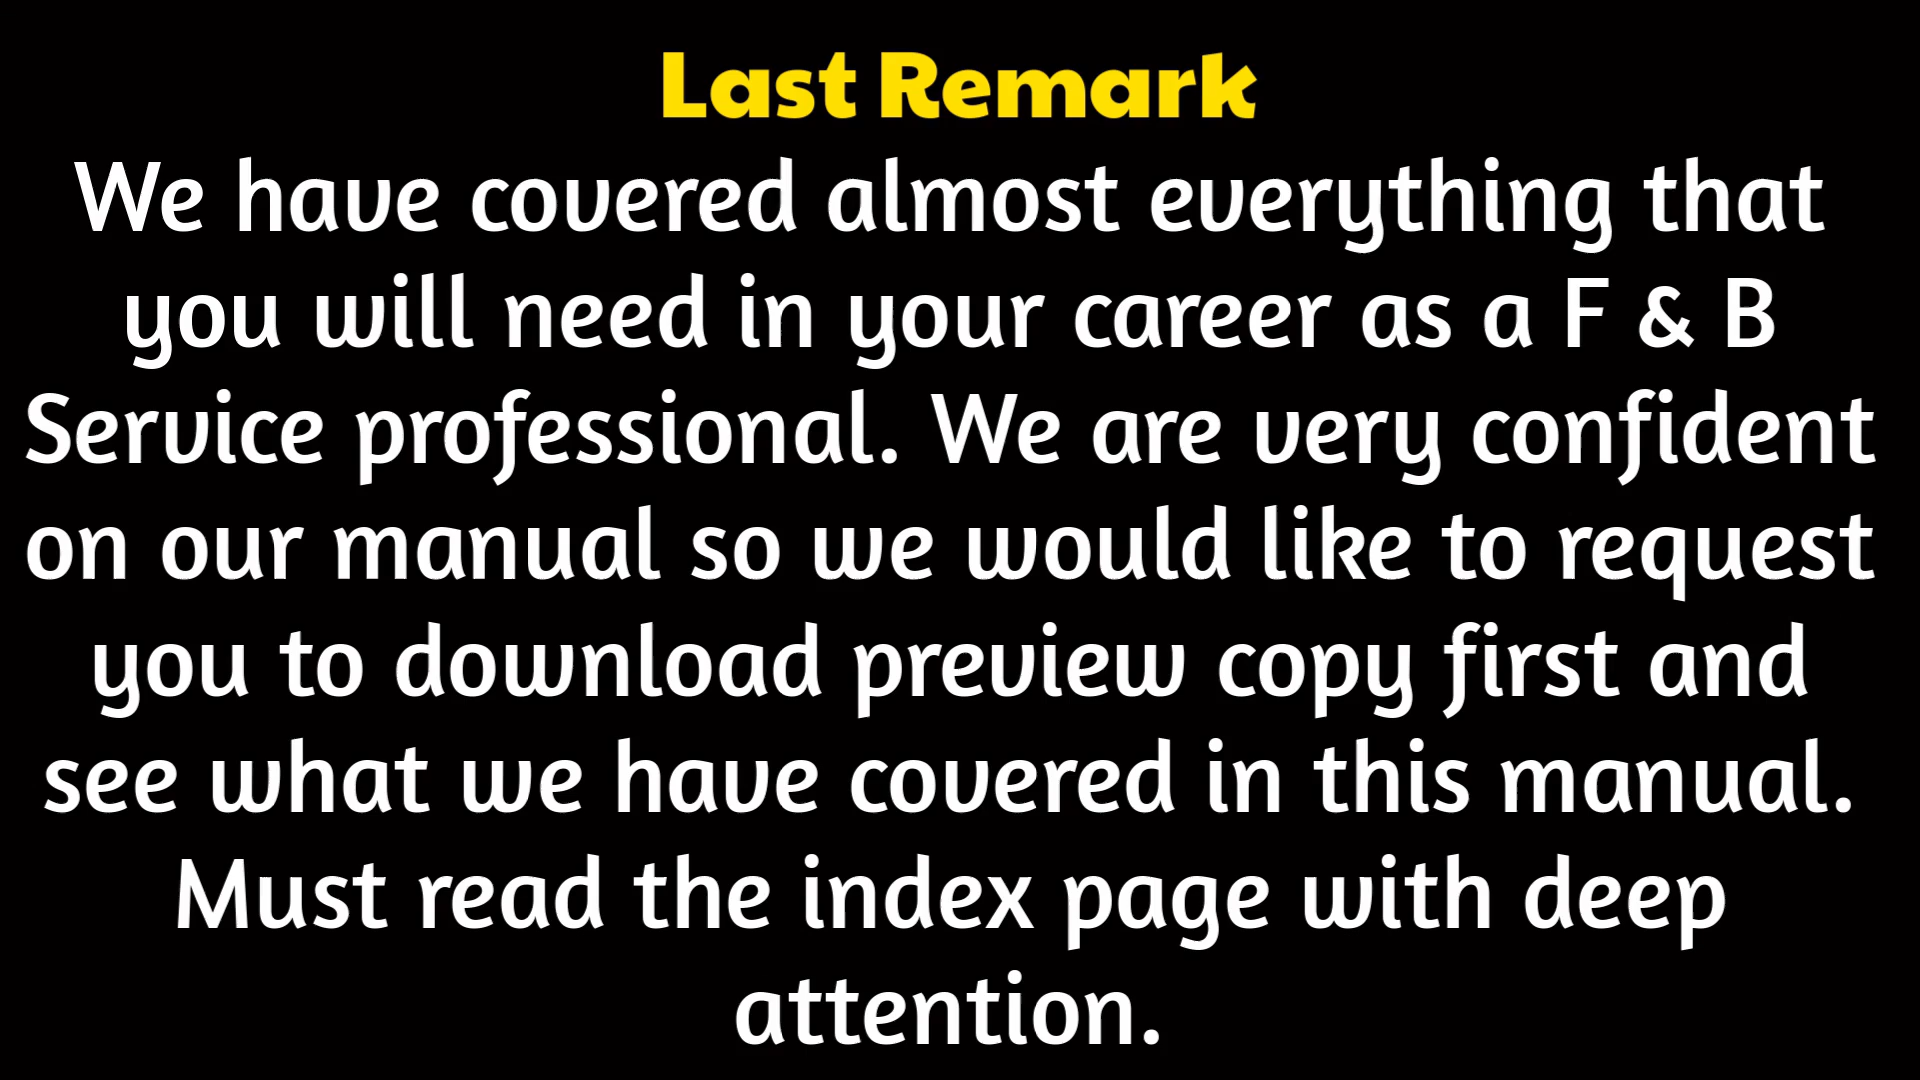 Last Remark
We have covered almost everything that
you will need in your career as a F & B
Service professional. We are very confident
on our manual so we would like to request
you to download preview copy first and
see what we have covered in this manual.
Must read the index page with deep
attention.